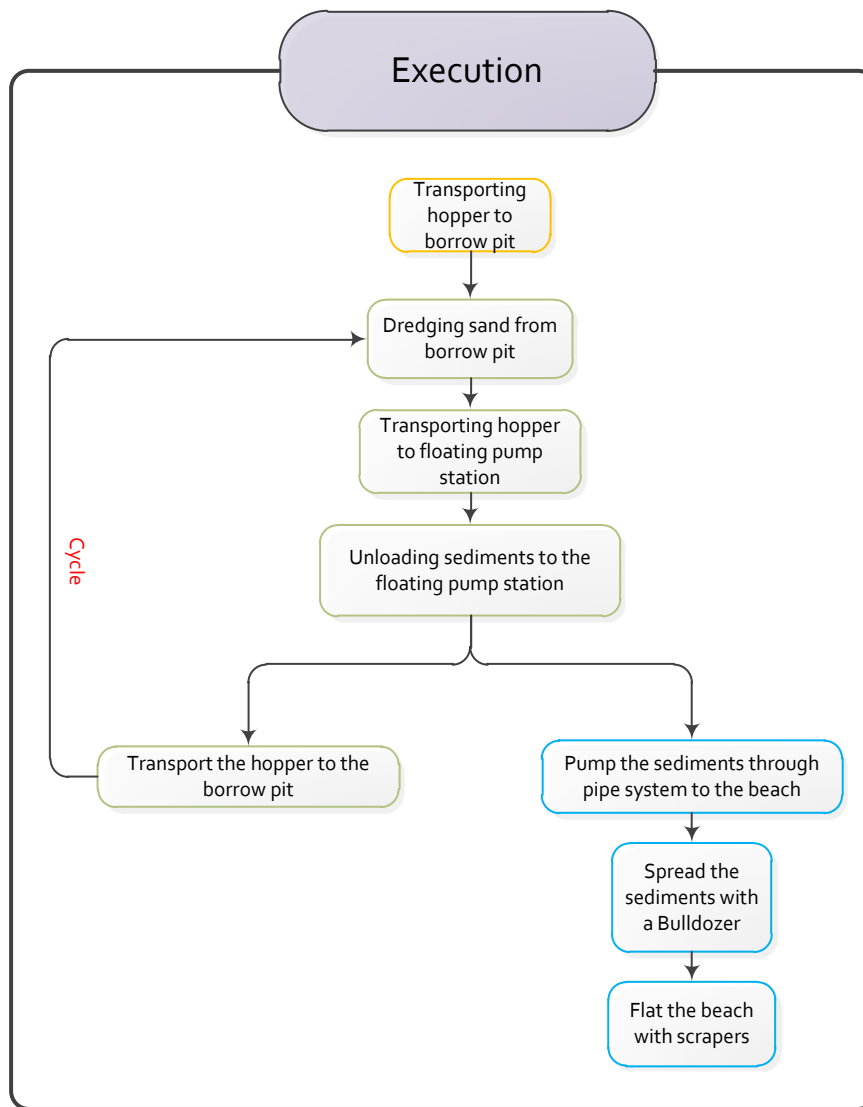 Execution
Transporting
hopper to
borrow pit
Dredging sand from
borrow pit
Transporting hopper
to floating pump
station
Unloading sediments to the
floating pump station
Cycle
Transport the hopper to the
borrow pit
Pump the sediments through
pipe system to the beach
Spread the
sediments with
a Bulldozer
Flat the beach
with scrapers